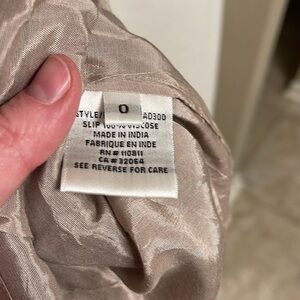 0
STYLE/ AD300
SLIP 100% VISCOSE
MADE IN INDIA
FABRIQUE EN INDE
RN # 110811
CA # 32054
SEE REVERSE FOR CARE